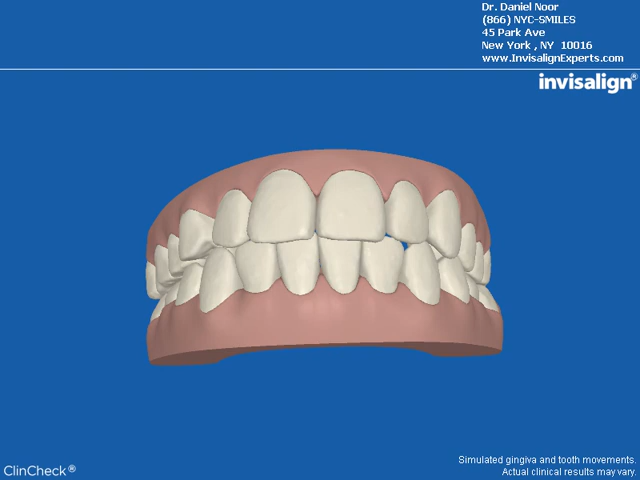 Dr. Daniel Noor
(866) NYC-SMILES
45 Park Ave
New York , NY 10016
www.InvisalignExperts.com
invisalign®
Simulated gingiva and tooth movements.
ClinCheck®
Actual clinical results may vary.